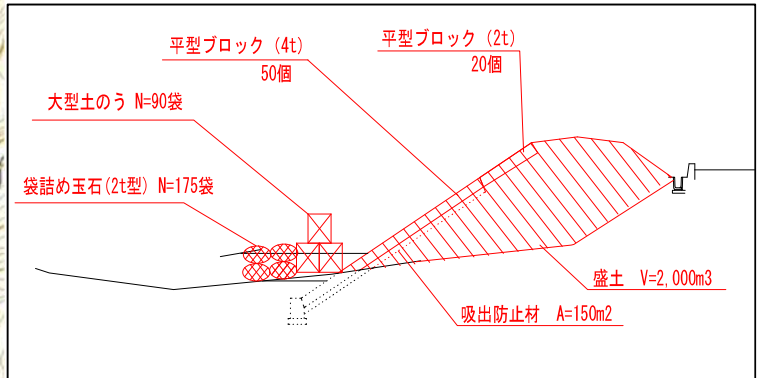 平型ブロック (4t)
50個
平型ブロック (2t)
20個
大型土のう N=90袋
袋詰め玉石(2t型) N=175袋
盛土 V=2,000m3
吸出防止材 A=150m2